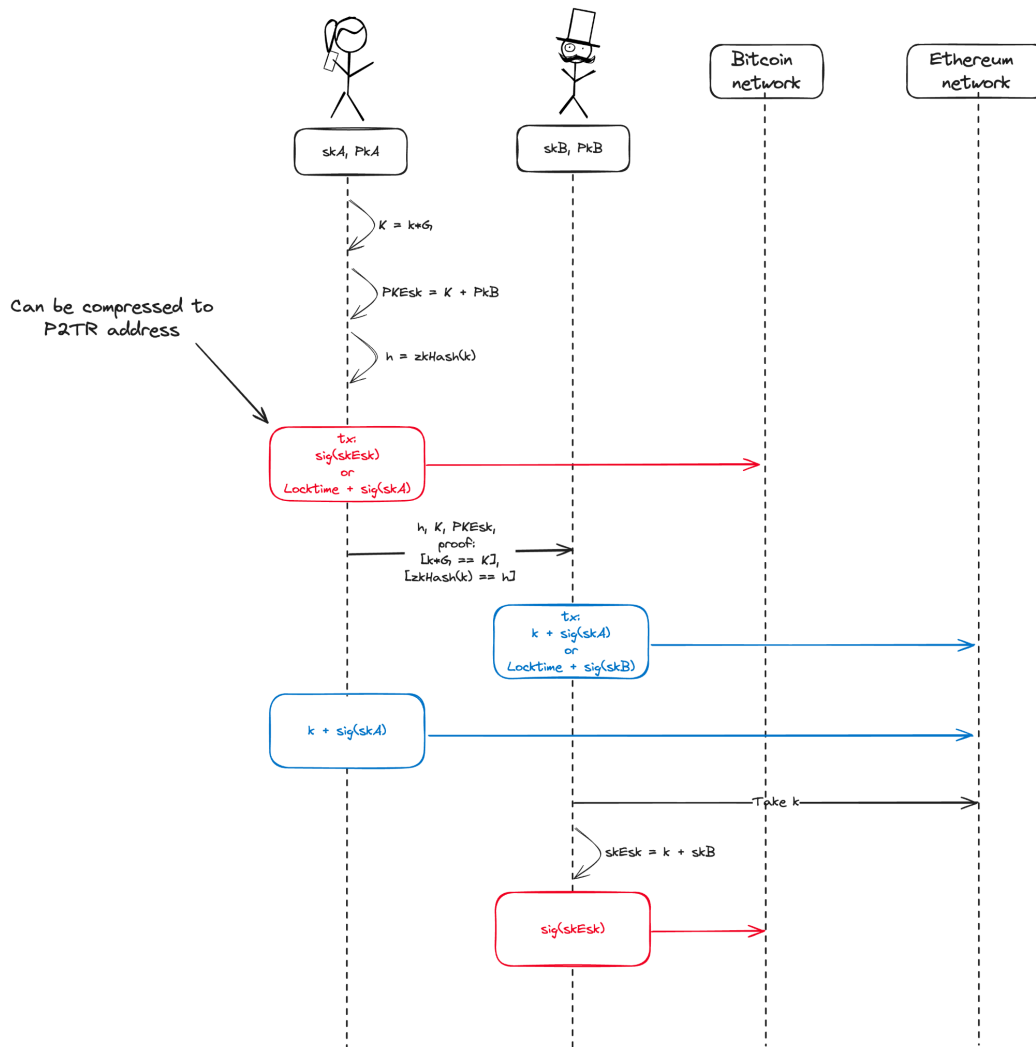 Bitcoin
network
Ethereum
network
skA, PkA
skB, PkB
K = k*G
PKEsk = K + PkB
Can be compressed to
P2TR address
h = zkHash(k)
tx:
sig(skEsk)
or
Locktime + sig(skA)
h, K, PKEsk,
proof:
[k*G == K],
[zkHash(k) == h]
tx:
k + sig(skA)
or
Locktime + sig(skB)
k + sig(skA)
Take k
skEsk = k + skB
sig(skEsk)